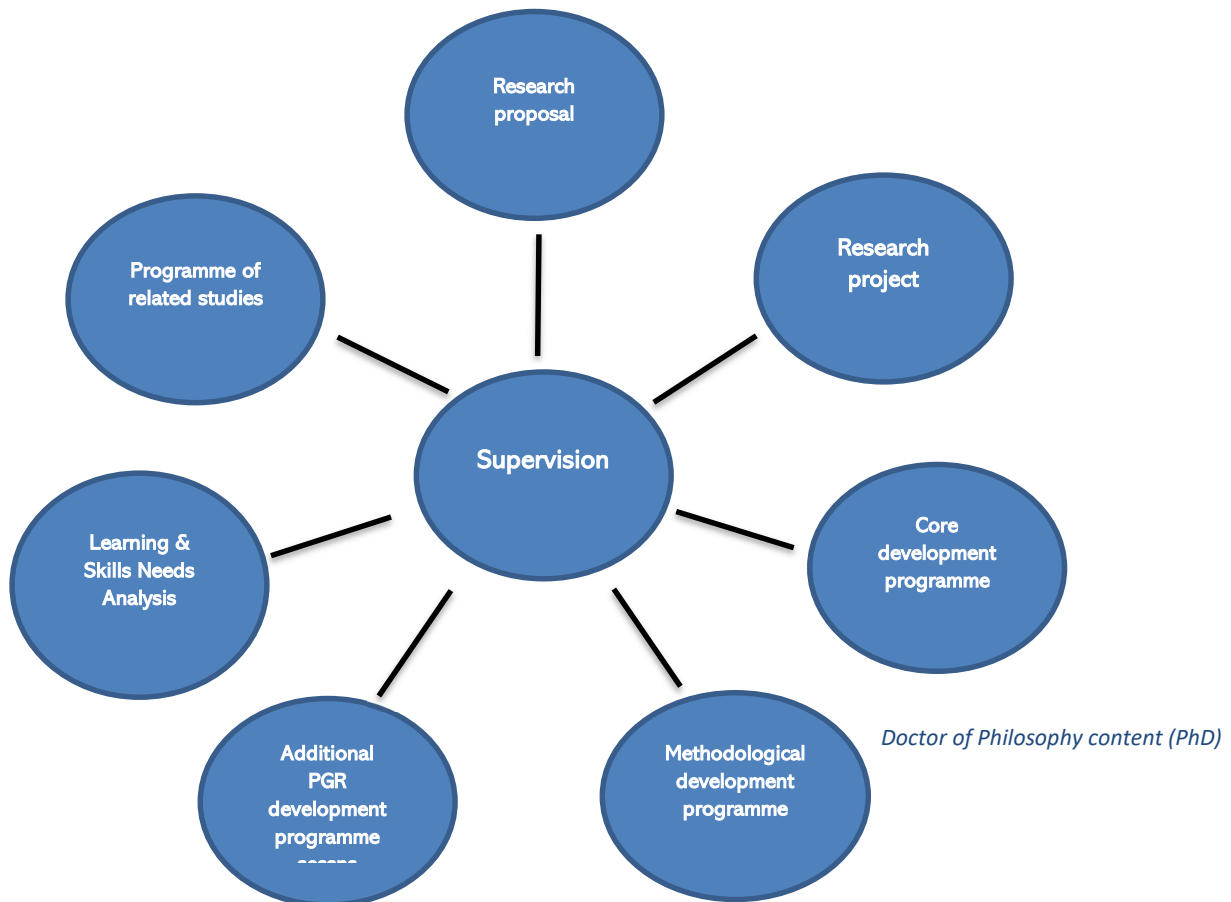 Research
proposal
Research
project
Programme of
related studies
Supervision
Core
development
programme
Learning &
Skills Needs
Analysis
Additional
PGR
development
programme
Methodological
development
programme
Doctor of Philosophy content (PhD)